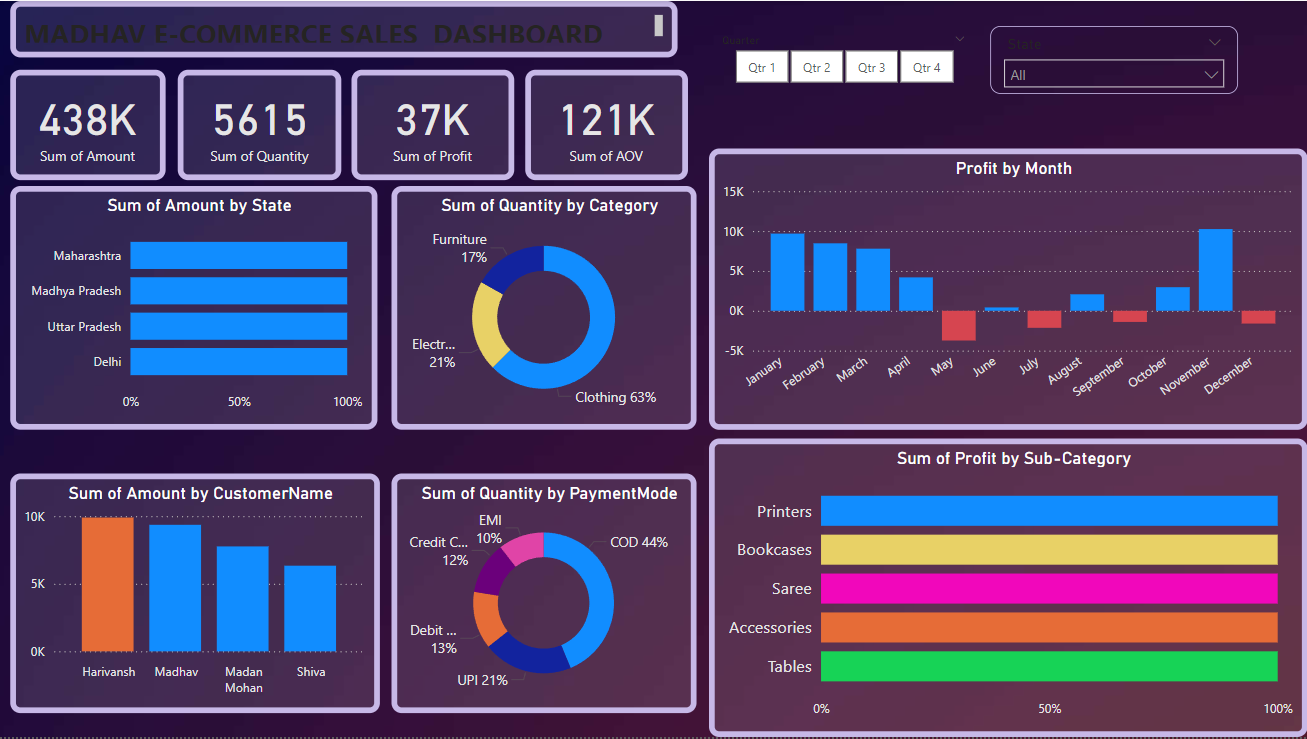 MADHAV E-COMMERCE SALES DASHBOARD
Quarter
Qtr 1
Qtr 2
Qtr 3
Qtr 4
State
All
438K
Sum of Amount
5615
Sum of Quantity
37K
Sum of Profit
121K
Sum of AOV
Sum of Amount by State
Maharashtra
Madhya Pradesh
Uttar Pradesh
Delhi
0%
50%
100%
Sum of Quantity by Category
Furniture
17%
Electr...
21%
Clothing 63%
Profit by Month
15K
10K
5K
0K
-5K
January
February
March
April
May
June
July
August
September
October
November
December
Sum of Amount by CustomerName
10K
5K
0K
Harivansh
Madhav
Madan
Mohan
Shiva
Sum of Quantity by PaymentMode
EMI
10%
Credit C...
12%
Debit ...
13%
UPI 21%
COD 44%
Sum of Profit by Sub-Category
Printers
Bookcases
Saree
Accessories
Tables
0%
50%
100%